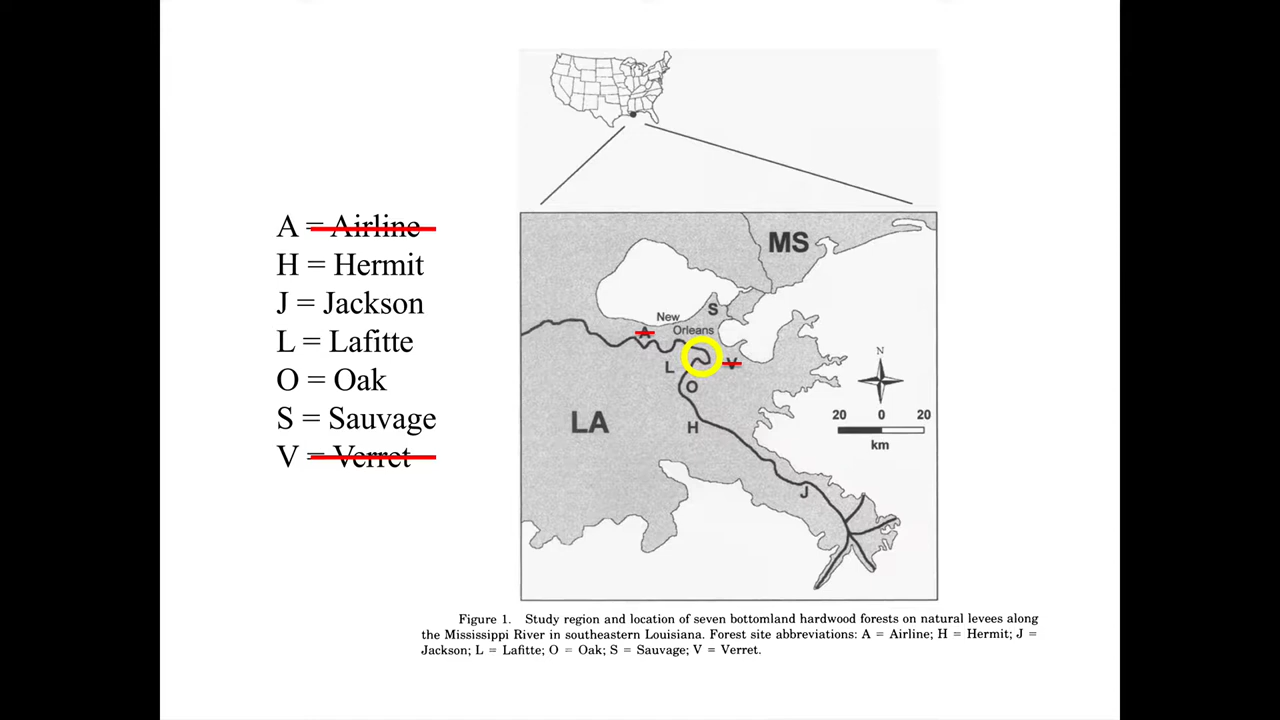 A = Airline
H = Hermit
J = Jackson
L = Lafitte
O = Oak
S = Sauvage
V = Verret
MS
S
New
A
Orleans
V
L
O
LA
H
J
N
20 0 20
km
Figure 1. Study region and location of seven bottomland hardwood forests on natural levees along
the Mississippi River in southeastern Louisiana. Forest site abbreviations: A = Airline; H = Hermit; J =
Jackson; L = Lafitte; O = Oak; S = Sauvage; V = Verret.